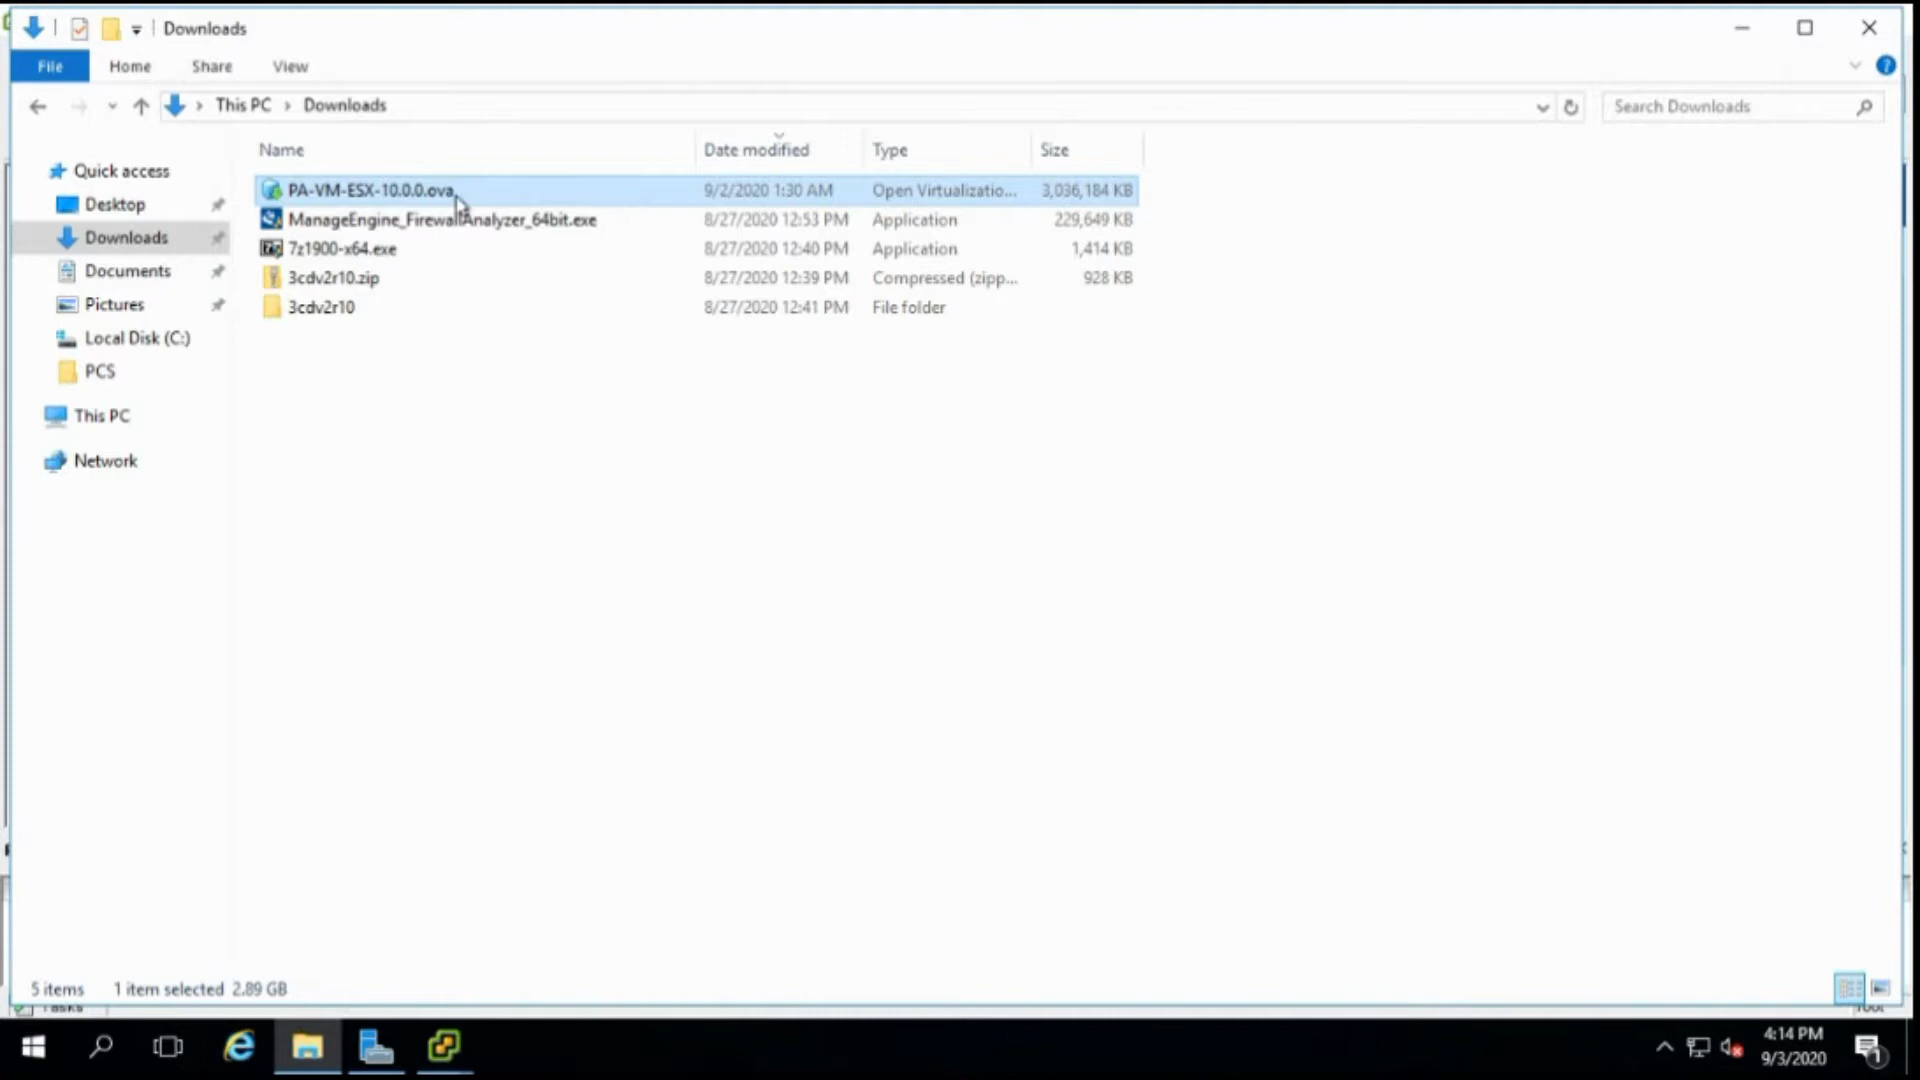 Downloads
File Home Share View
This PC Downloads
Search Downloads
Name Date modified Type Size
Quick access
Desktop
Downloads
Documents
Pictures
Local Disk (C:)
PCS
This PC
Network
PA-VM-ESX-10.0.0.ova 9/2/2020 1:30 AM Open Virtualizatio... 3,036,184 KB
ManageEngine_FirewallAnalyzer_64bit.exe 8/27/2020 12:53 PM Application 229,649 KB
7z1900-x64.exe 8/27/2020 12:40 PM Application 1,414 KB
3cdv2r10.zip 8/27/2020 12:39 PM Compressed (zipp... 928 KB
3cdv2r10 8/27/2020 12:41 PM File folder
5 items 1 item selected 2.89 GB
Tasks
4:14 PM
9/3/2020
1